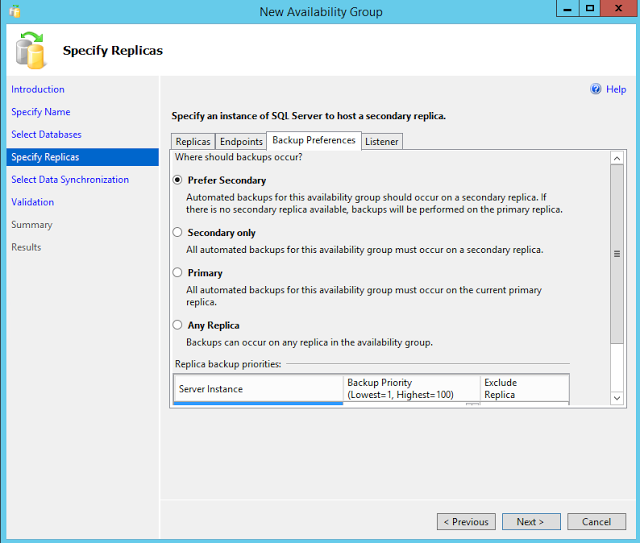 New Availability Group
Specify Replicas
Introduction
Specify Name
Select Databases
Specify Replicas
Select Data Synchronization
Validation
Summary
Results
Help
Specify an instance of SQL Server to host a secondary replica.
Replicas Endpoints Backup Preferences Listener
Where should backups occur?
Prefer Secondary
Automated backups for this availability group should occur on a secondary replica. If
there is no secondary replica available, backups will be performed on the primary replica.
Secondary only
All automated backups for this availability group must occur on a secondary replica.
Primary
All automated backups for this availability group must occur on the current primary
replica.
Any Replica
Backups can occur on any replica in the availability group.
Replica backup priorities:
Server Instance
Backup Priority
(Lowest=1, Highest=100)
Exclude
Replica
< Previous Next > Cancel